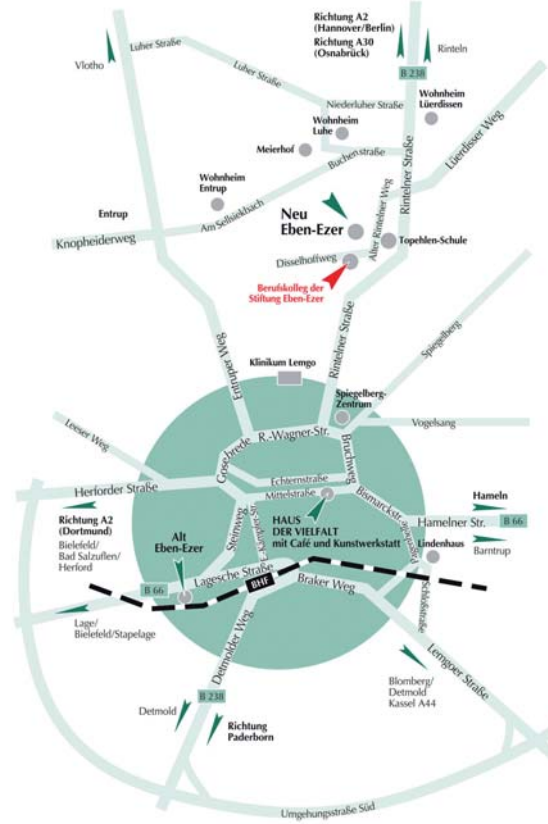 Richtung A2
(Hannover/Berlin)
Richtung A30
(Osnabrück)
Rinteln
Vlotho
Luher Straße
B 238
Luher Straße
Niederluher Straße
Wohnheim
Lüerdissen
Wohnheim
Luhe
Meierhof
Buchenstraße
Lüerdisser Weg
Rintelner Straße
Wohnheim
Entrup
Am Sellsiekbach
Entrup
Knopheiderweg
Neu
Eben-Ezer
Alter Rintelner Weg
Topehlen-Schule
Disselhoffweg
Berufskolleg der
Stiftung Eben-Ezer
Rintelner Straße
Entruper Weg
Klinikum Lemgo
Spiegelberg
Spiegelberg-
Zentrum
Vogelsang
Leeser Weg
R.-Wagner-Str.
Gosebrede
Bruchweg
Echternstraße
Mittelstraße
Herforder Straße
Bismarckstr.
Hameln
Hamelner Str.
B 66
Richtung A2
(Dortmund)
Bielefeld/
Bad Salzuflen/
Herford
Alt
Eben-Ezer
Steinweg
HAUS
DER VIELFALT
mit Café und Kunstwerkstatt
Lindenhaus
Barntrup
Lagesche Straße
B 66
BHF
Braker Weg
Schloßstraße
Lage/
Bielefeld/Stapelage
Detmolder Weg
Lemgoer Straße
Blomberg/
Detmold
Kassel A44
B 238
Detmold
Richtung
Paderborn
Umgehungsstraße Süd